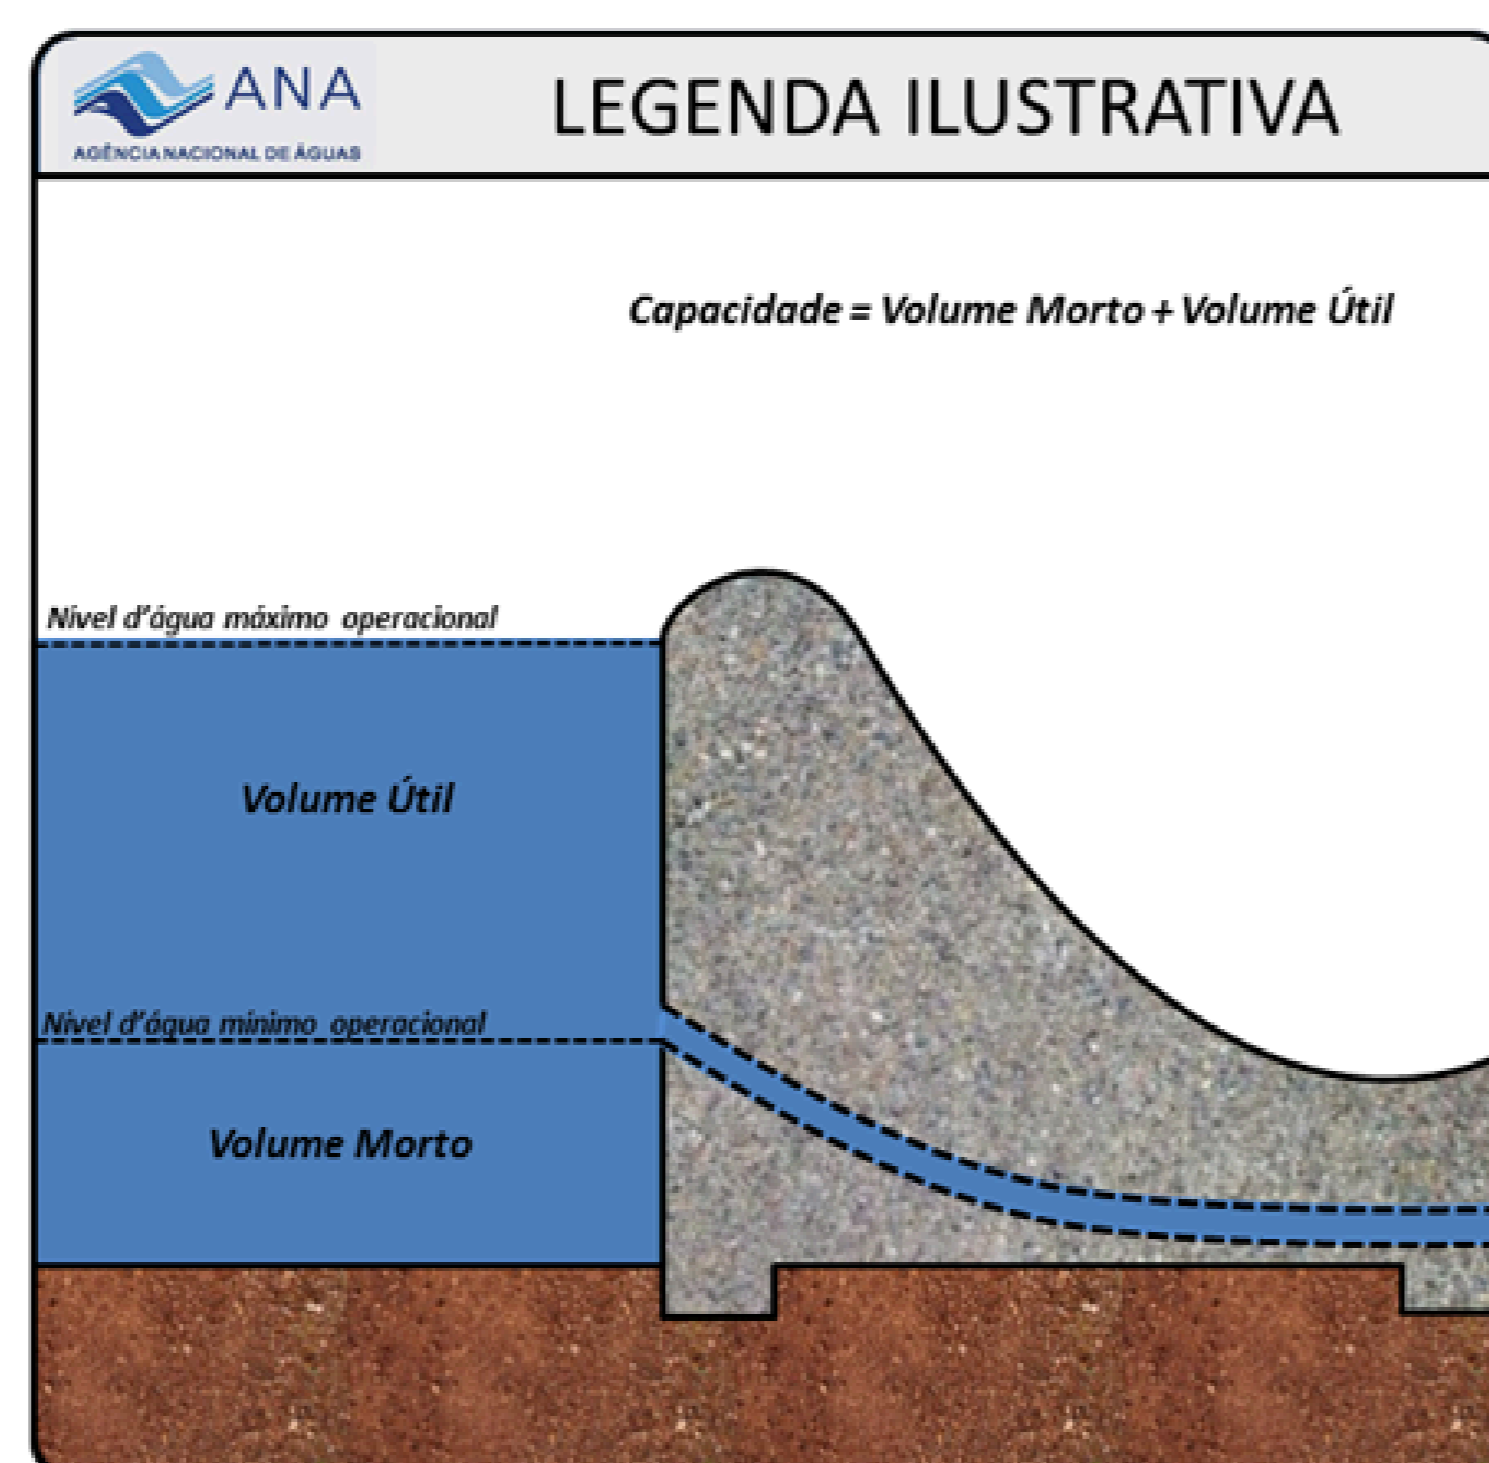 ANA
AGÊNCIA NACIONAL DE ÁGUAS
LEGENDA ILUSTRATIVA
Capacidade = Volume Morto + Volume Útil
Nível d'água máximo operacional
Volume Útil
Nível d'água mínimo operacional
Volume Morto